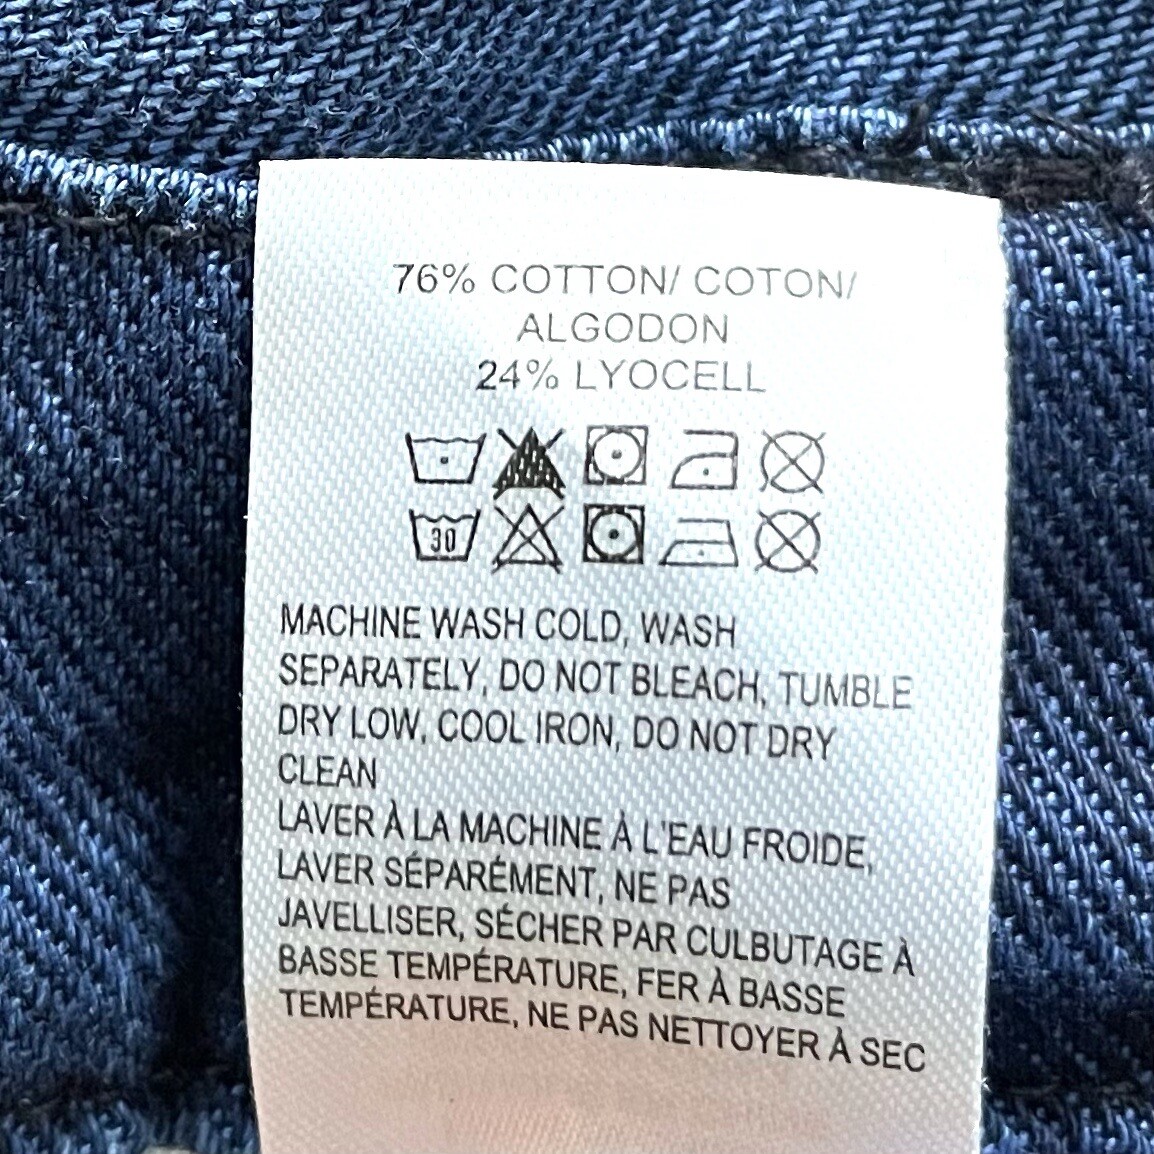 76% COTTON/ COTON/
ALGODON
24% LYOCELL
30
MACHINE WASH COLD, WASH
SEPARATELY, DO NOT BLEACH, TUMBLE
DRY LOW, COOL IRON, DO NOT DRY
CLEAN
LAVER À LA MACHINE À L'EAU FROIDE,
LAVER SÉPARÉMENT, NE PAS
JAVELLISER, SÉCHER PAR CULBUTAGE À
BASSE TEMPÉRATURE, FER À BASSE
TEMPÉRATURE, NE PAS NETTOYER À SEC